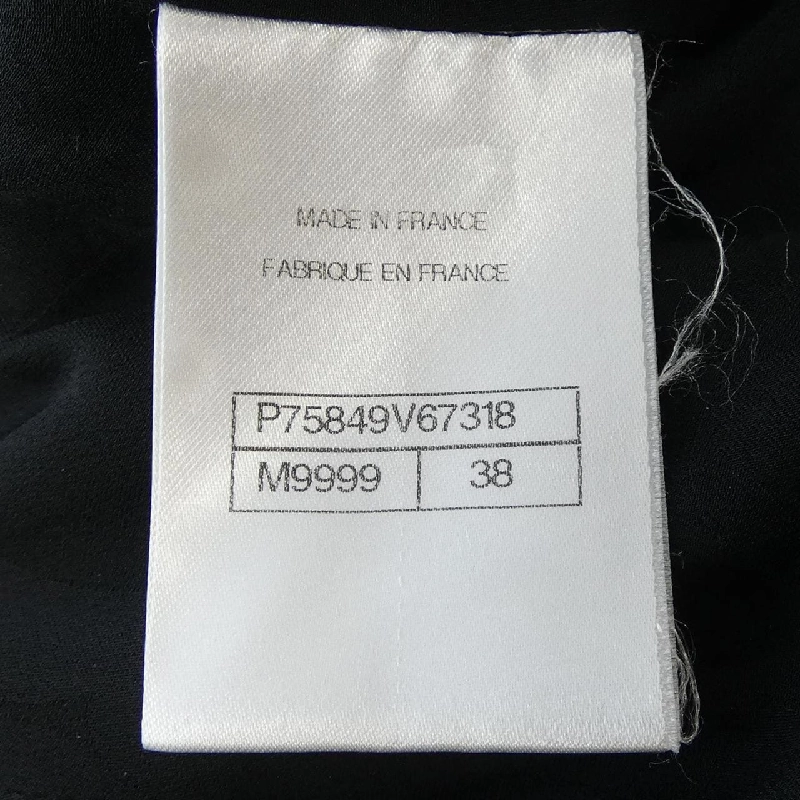 MADE IN FRANCE
FABRIQUE EN FRANCE
P75849V67318
M9999 38